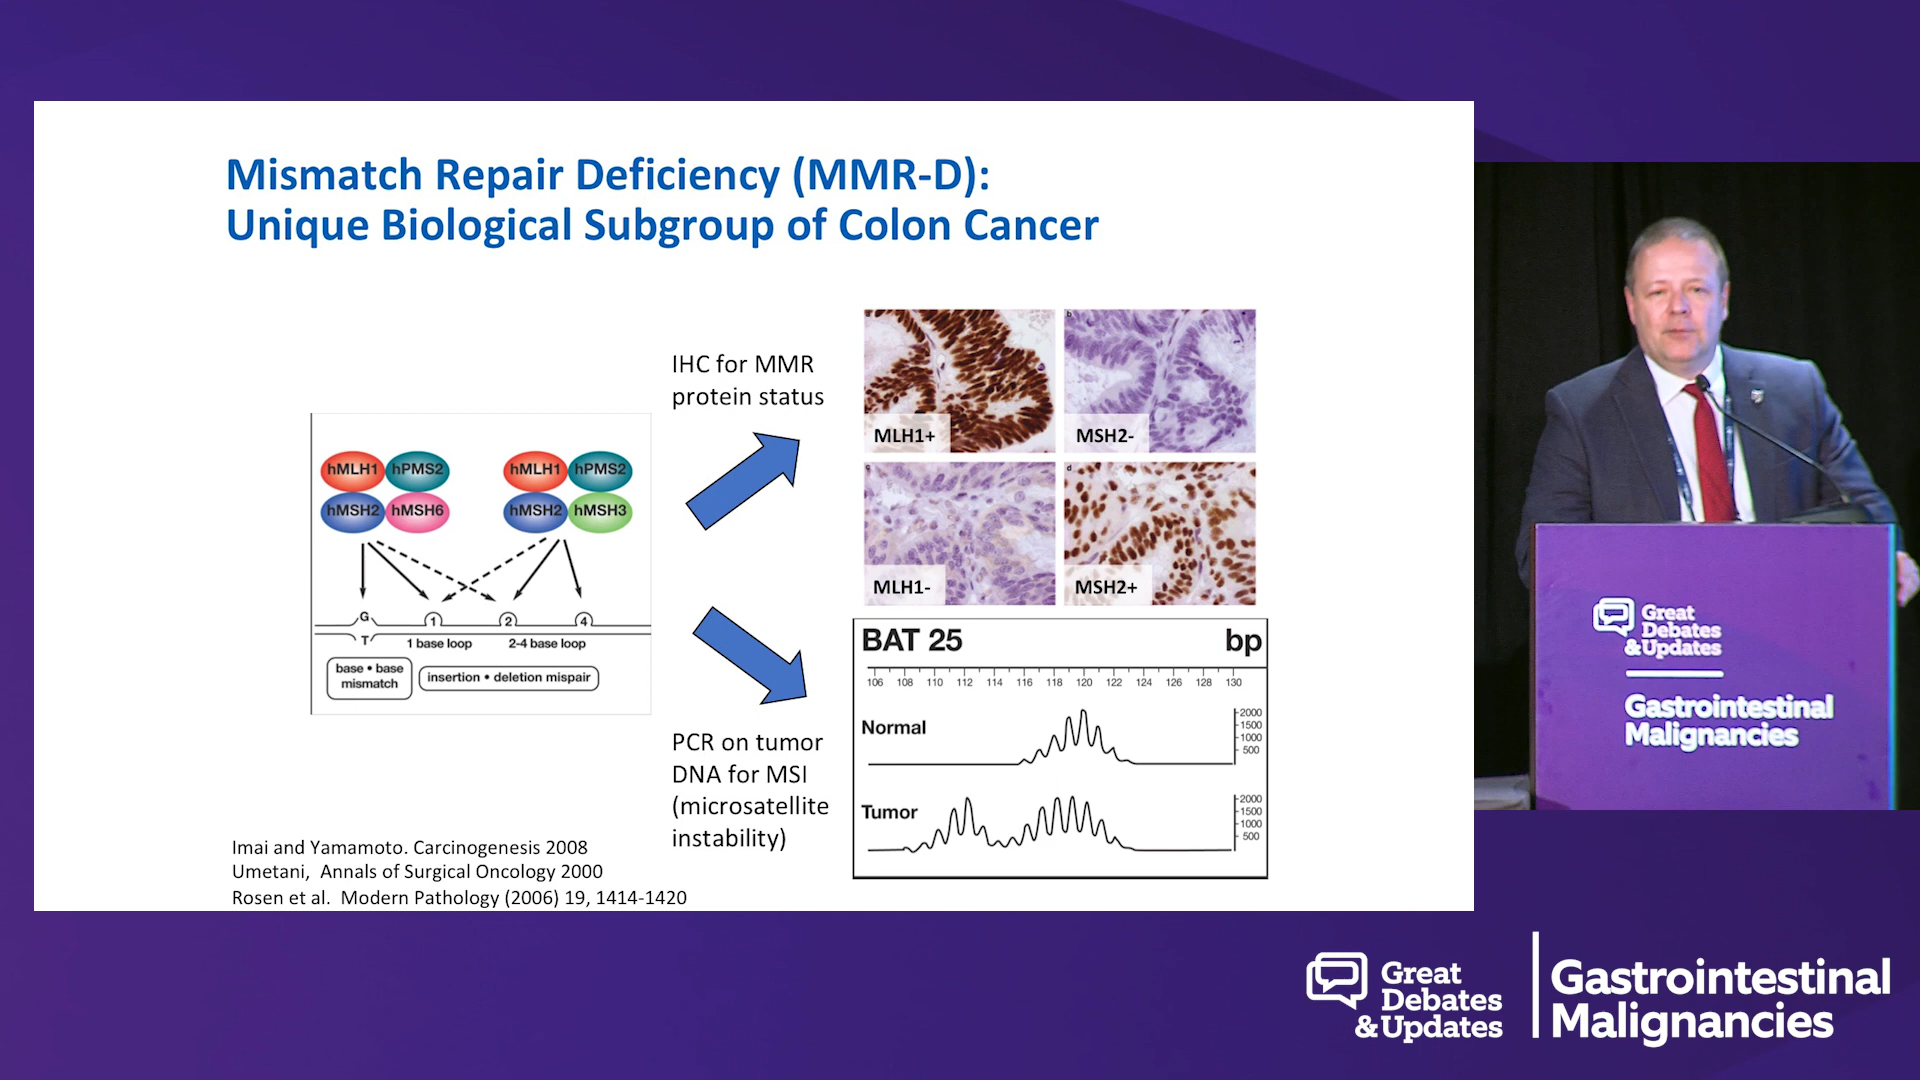 Mismatch Repair Deficiency (MMR-D):
Unique Biological Subgroup of Colon Cancer
IHC for MMR
protein status
hMLH1 hPMS2 hMLH1 hPMS2
hMSH2 hMSH6 hMSH2 hMSH3
G 1 2 4
T 1 base loop 2-4 base loop
base • base
mismatch
insertion • deletion mispair
a b
MLH1+ MSH2-
c d
MLH1- MSH2+
PCR on tumor
DNA for MSI
(microsatellite
instability)
BAT 25 bp
106 108 110 112 114 116 118 120 122 124 126 128 130
Normal
2000
1500
1000
500
Tumor
2000
1500
1000
500
Imai and Yamamoto. Carcinogenesis 2008
Umetani, Annals of Surgical Oncology 2000
Rosen et al. Modern Pathology (2006) 19, 1414-1420
Great
Debates
&Updates
Gastrointestinal
Malignancies
Great
Debates
&Updates
Gastrointestinal
Malignancies